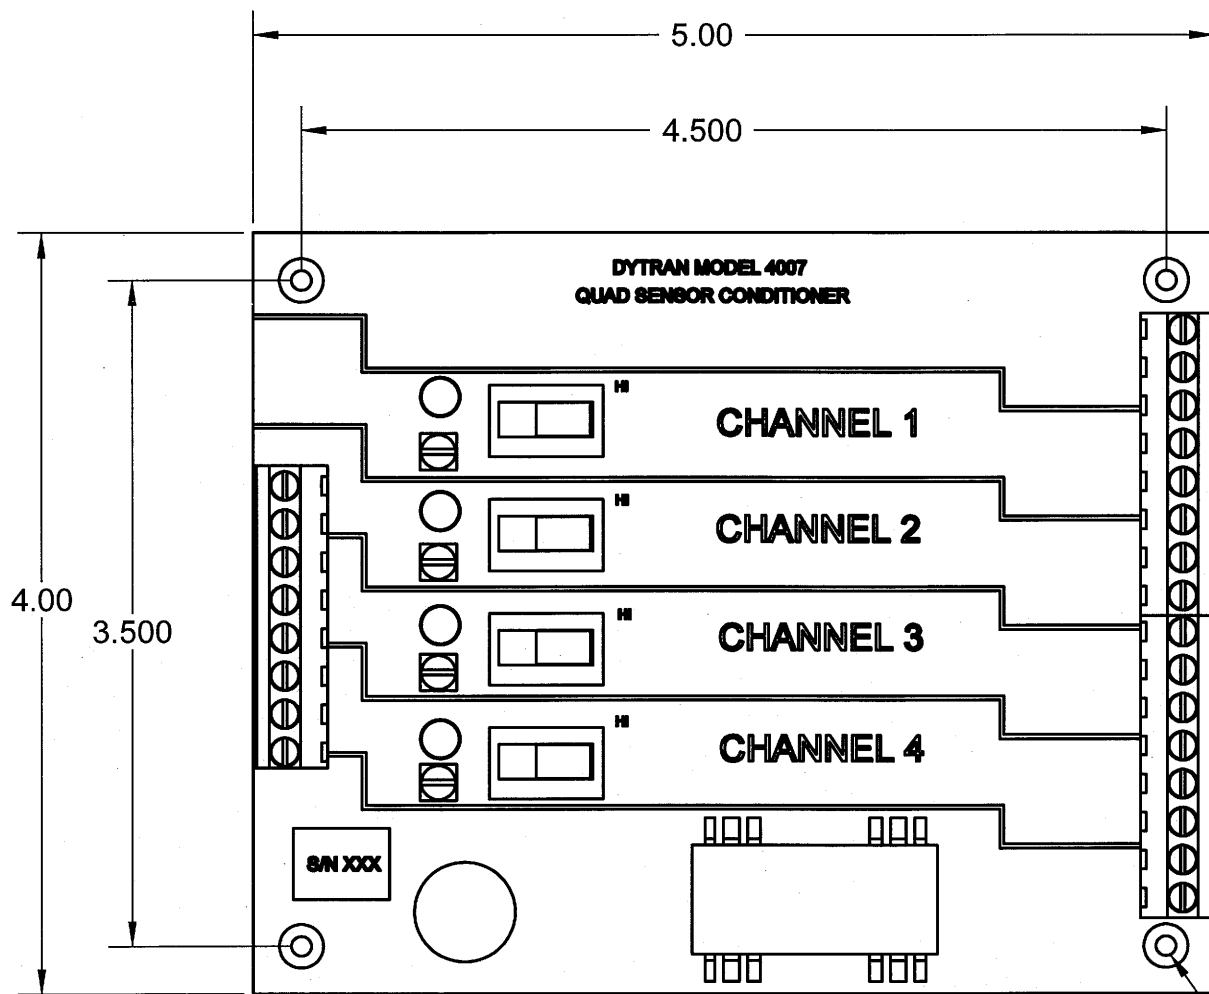 5.00
4.500
DYTRAN MODEL 4007
QUAD SENSOR CONDITIONER
HI
CHANNEL 1
HI
CHANNEL 2
4.00
3.500
HI
CHANNEL 3
HI
CHANNEL 4
S/N XXX